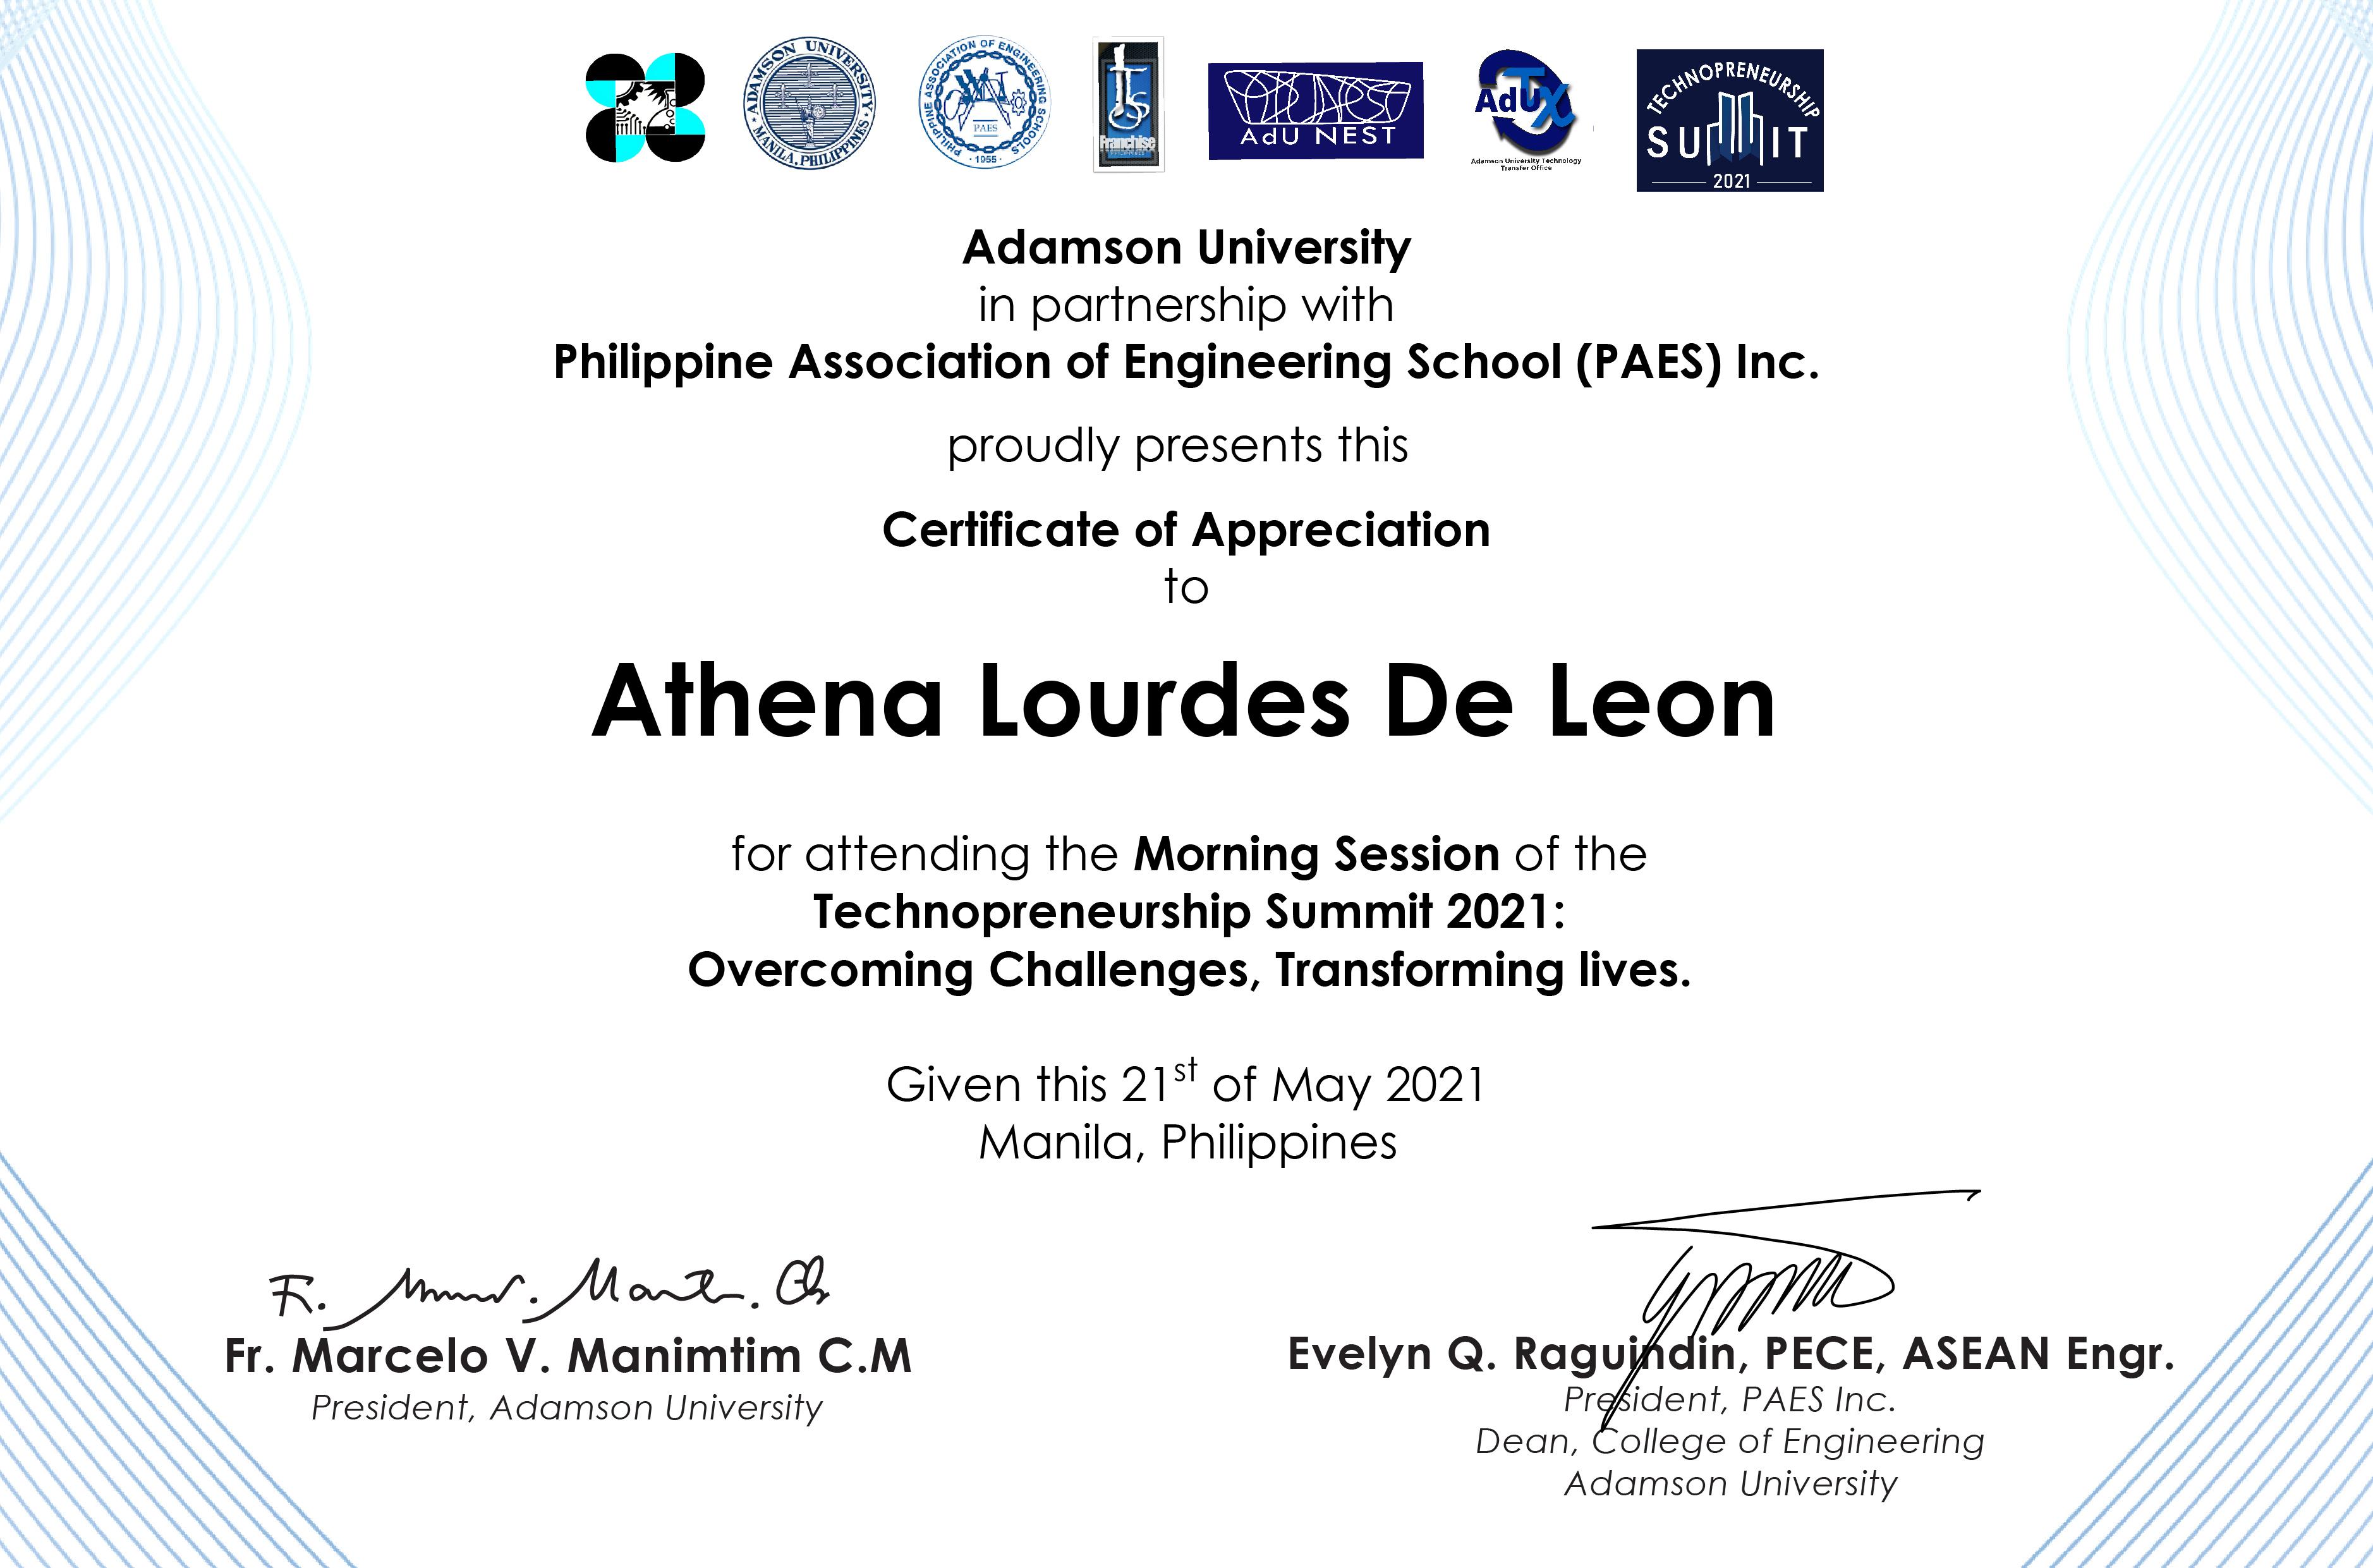 ADAMSON UNIVERSITY
MANILA, PHILIPPINES
PHILIPPINE ASSOCIATION OF ENGINEERING SCHOOLS
PAES
1955
Franchise
AdU NEST
AdUTX
Adamson University Technology
Transfer Office
TECHNOPRENEURSHIP
SUMMIT
2021
Adamson University
in partnership with
Philippine Association of Engineering School (PAES) Inc.
proudly presents this
Certificate of Appreciation
to
Athena Lourdes De Leon
for attending the Morning Session of the
Technopreneurship Summit 2021:
Overcoming Challenges, Transforming lives.
Given this 21st of May 2021
Manila, Philippines
Fr. Marcelo V. Manimtim C.M
President, Adamson University
Evelyn Q. Raguindin, PECE, ASEAN Engr.
President, PAES Inc.
Dean, College of Engineering
Adamson University